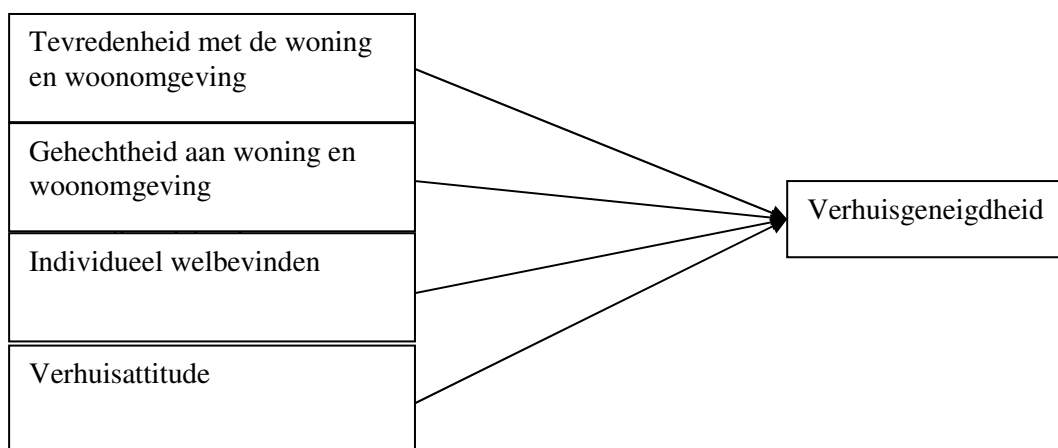 Tevredenheid met de woning
en woonomgeving
Gehechtheid aan woning en
woonomgeving
Individueel welbevinden
Verhuisattitude
Verhuisgeneigdheid